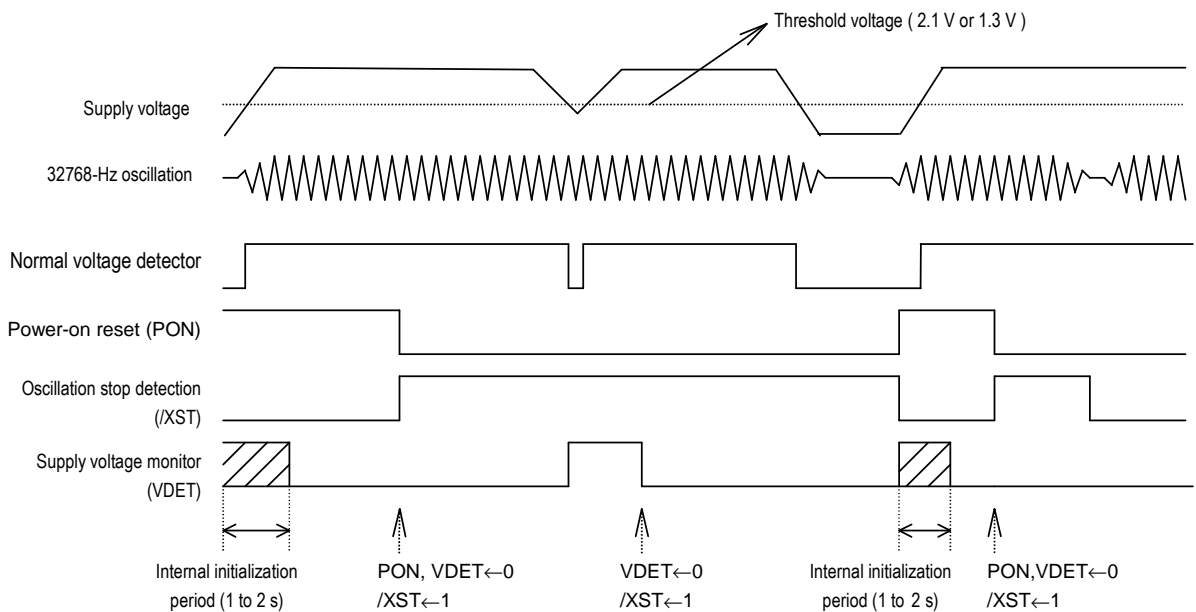 Threshold voltage ( 2.1 V or 1.3 V )
Supply voltage
32768-Hz oscillation
Normal voltage detector
Power-on reset (PON)
Oscillation stop detection
(/XST)
Supply voltage monitor
(VDET)
Internal initialization
period (1 to 2 s)
PON, VDET←0
/XST←1
VDET←0
/XST←1
Internal initialization
period (1 to 2 s)
PON,VDET←0
/XST←1